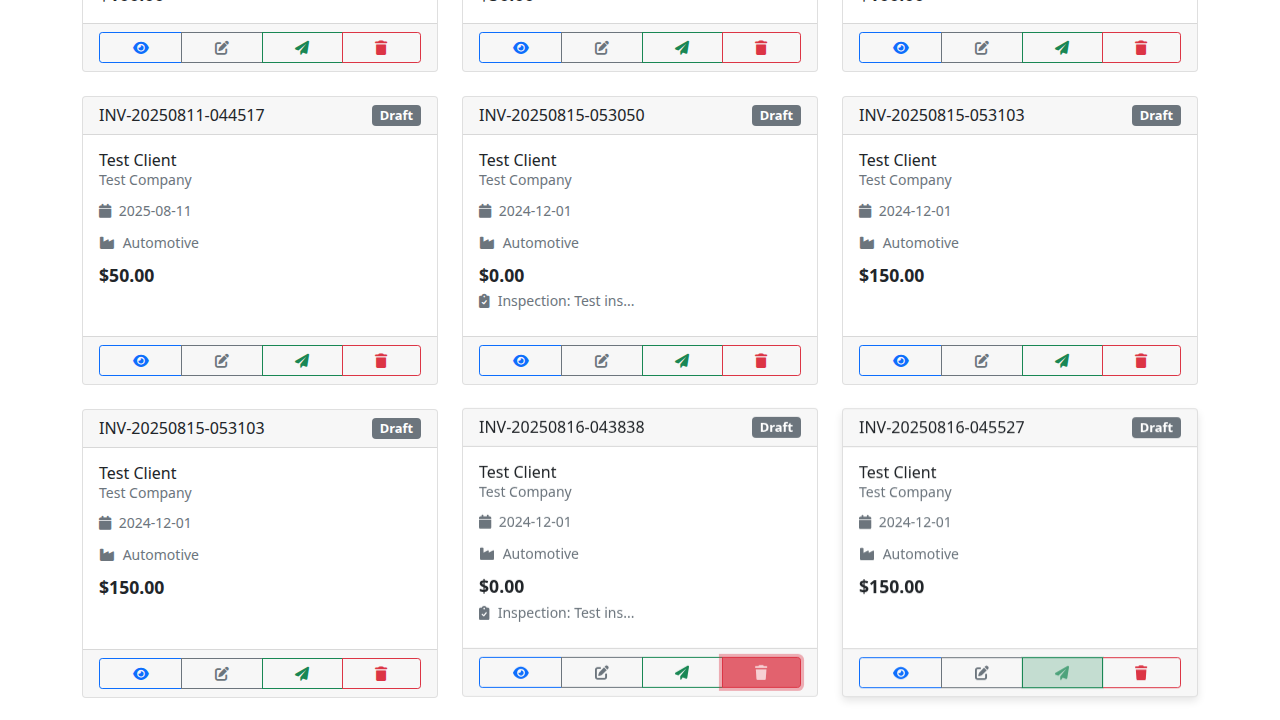 INV-20250811-044517 Draft
Test Client
Test Company
2025-08-11
Automotive
$50.00
INV-20250815-053050 Draft
Test Client
Test Company
2024-12-01
Automotive
$0.00
Inspection: Test ins...
INV-20250815-053103 Draft
Test Client
Test Company
2024-12-01
Automotive
$150.00
INV-20250815-053103 Draft
Test Client
Test Company
2024-12-01
Automotive
$150.00
INV-20250816-043838 Draft
Test Client
Test Company
2024-12-01
Automotive
$0.00
Inspection: Test ins...
INV-20250816-045527 Draft
Test Client
Test Company
2024-12-01
Automotive
$150.00